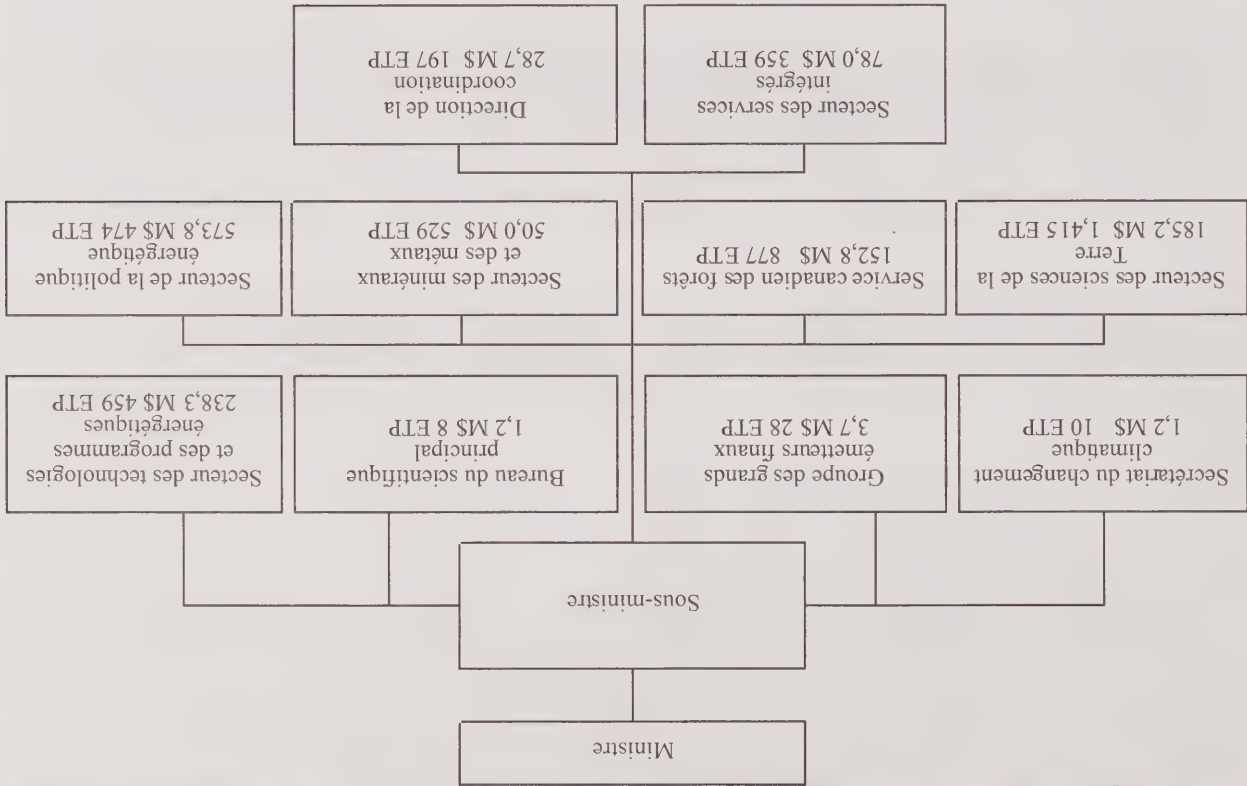 Ministre
Sous-ministre
Secrétariat du changement
climatique
1,2 M$ 10 ETP
Groupe des grands
émetteurs finaux
3,7 M$ 28 ETP
Bureau du scientifique
principal
1,2 M$ 8 ETP
Secteur des technologies
et des programmes
énergétiques
238,3 M$ 459 ETP
Secteur des sciences de la
Terre
185,2 M$ 1,415 ETP
Service canadien des forêts
152,8 M$ 877 ETP
Secteur des minéraux
et des métaux
50,0 M$ 529 ETP
Secteur de la politique
énergétique
573,8 M$ 474 ETP
Secteur des services
intégrés
78,0 M$ 359 ETP
Direction de la
coordination
28,7 M$ 197 ETP